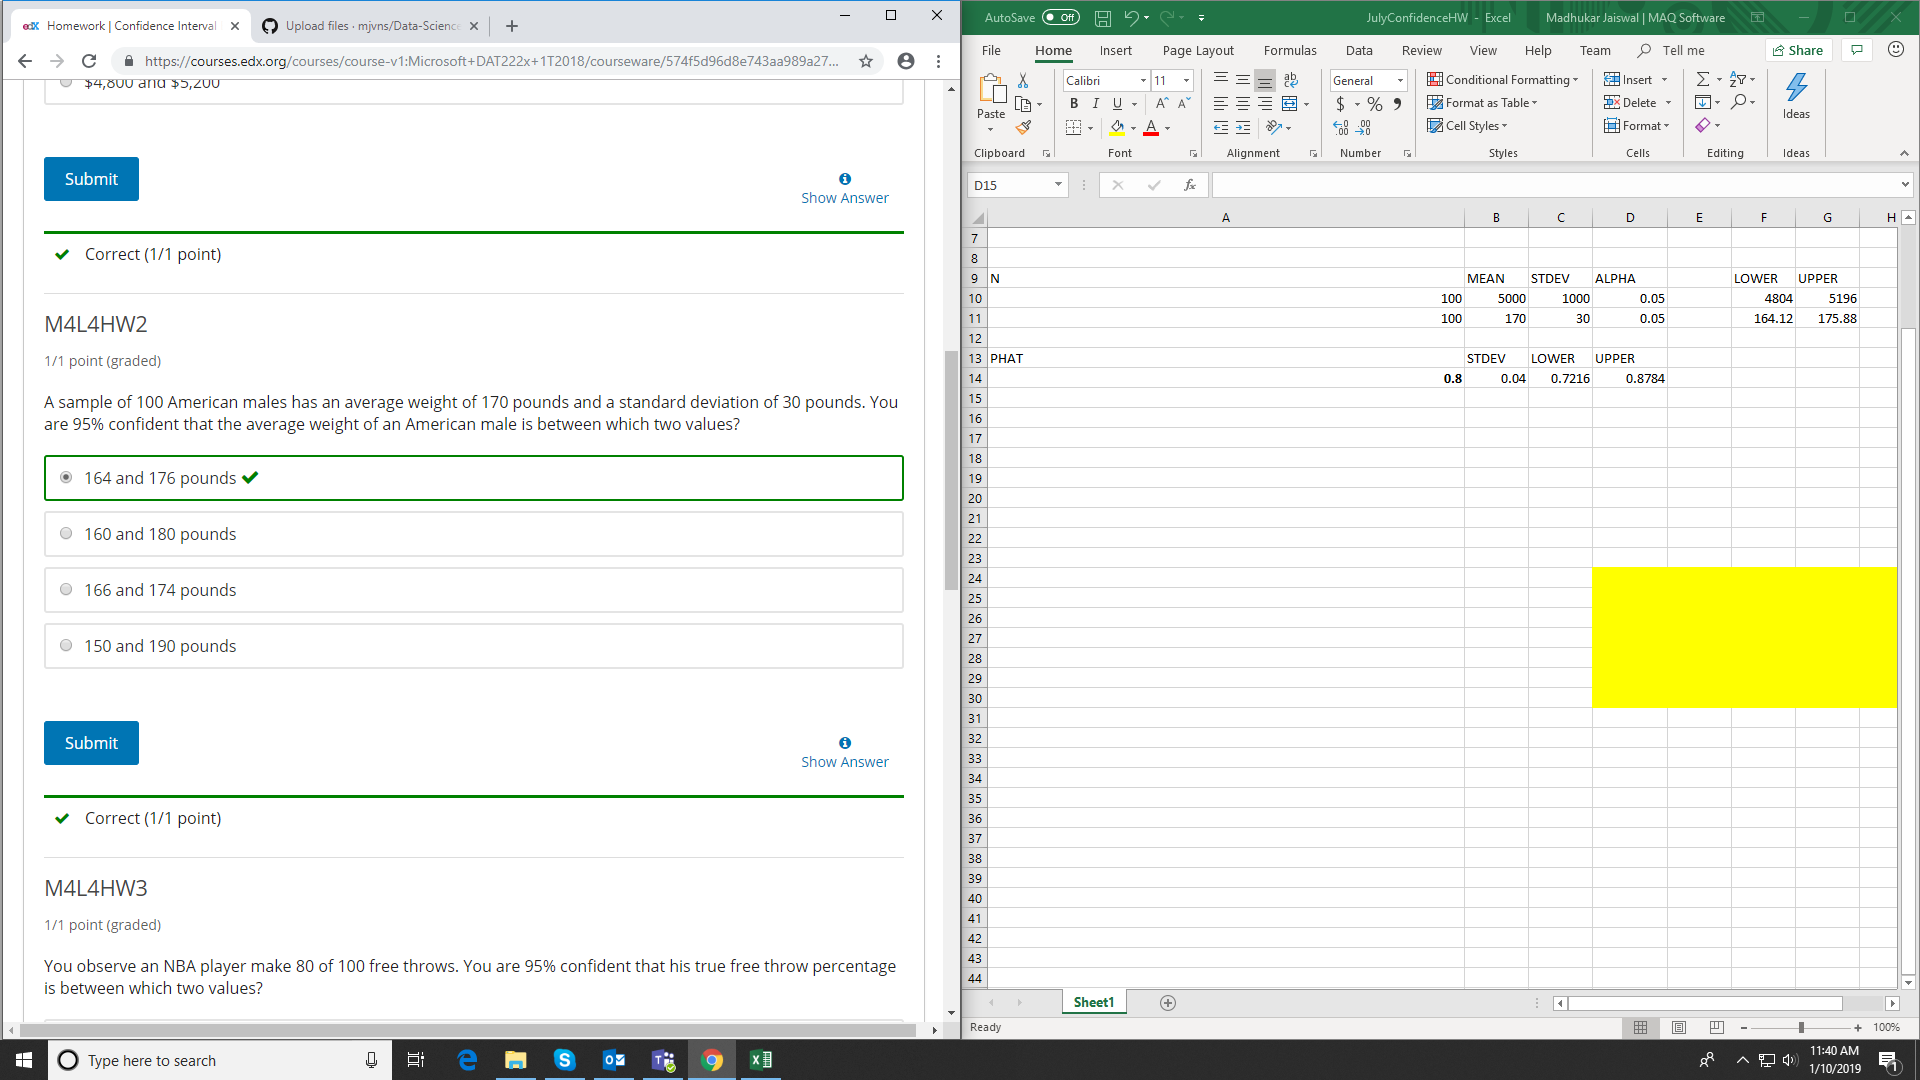 edX Homework | Confidence Interval
Upload files · mjvns/Data-Science
https://courses.edx.org/courses/course-v1:Microsoft+DAT222x+1T2018/courseware/574f5d96d8e743aa989a27...
$4,800 and $5,200
Submit
Show Answer
Correct (1/1 point)
M4L4HW2
1/1 point (graded)
A sample of 100 American males has an average weight of 170 pounds and a standard deviation of 30 pounds. You
are 95% confident that the average weight of an American male is between which two values?
164 and 176 pounds
160 and 180 pounds
166 and 174 pounds
150 and 190 pounds
Submit
Show Answer
Correct (1/1 point)
M4L4HW3
1/1 point (graded)
You observe an NBA player make 80 of 100 free throws. You are 95% confident that his true free throw percentage
is between which two values?
AutoSave Off
JulyConfidenceHW - Excel
Madhukar Jaiswal | MAQ Software
File Home Insert Page Layout Formulas Data Review View Help Team Tell me Share
Paste
Clipboard
Calibri 11
B I U
Font
Alignment
General
$ % 9
Number
Conditional Formatting
Format as Table
Cell Styles
Styles
Insert
Delete
Format
Cells
Editing
Ideas
Ideas
D15
fx
A B C D E F G H
7
8
9 N MEAN STDEV ALPHA LOWER UPPER
10 100 5000 1000 0.05 4804 5196
11 100 170 30 0.05 164.12 175.88
12
13 PHAT STDEV LOWER UPPER
14 0.8 0.04 0.7216 0.8784
15
16
17
18
19
20
21
22
23
24
25
26
27
28
29
30
31
32
33
34
35
36
37
38
39
40
41
42
43
44
Sheet1
Ready
100%
Type here to search
11:40 AM
1/10/2019
1